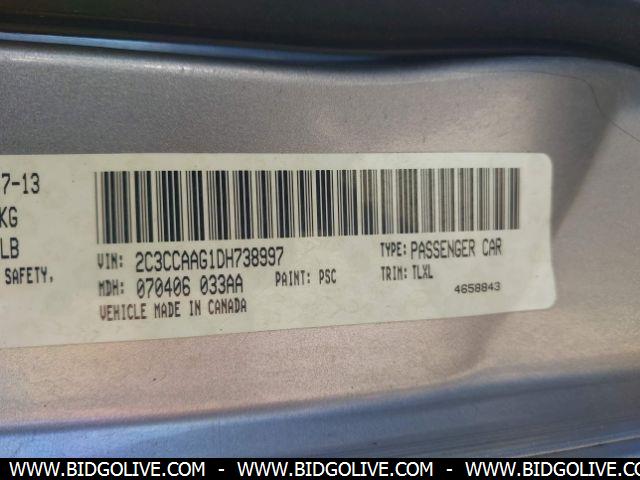 7-13
KG
LB
SAFETY,
VIN: 2C3CCAAG1DH738997
TYPE: PASSENGER CAR
MDH: 070406 033AA
PAINT: PSC
TRIM: TLXL
VEHICLE MADE IN CANADA
4658843
WWW.BIDGOLIVE.COM - WWW.BIDGOLIVE.COM - WWW.BIDGOLIVE.COM